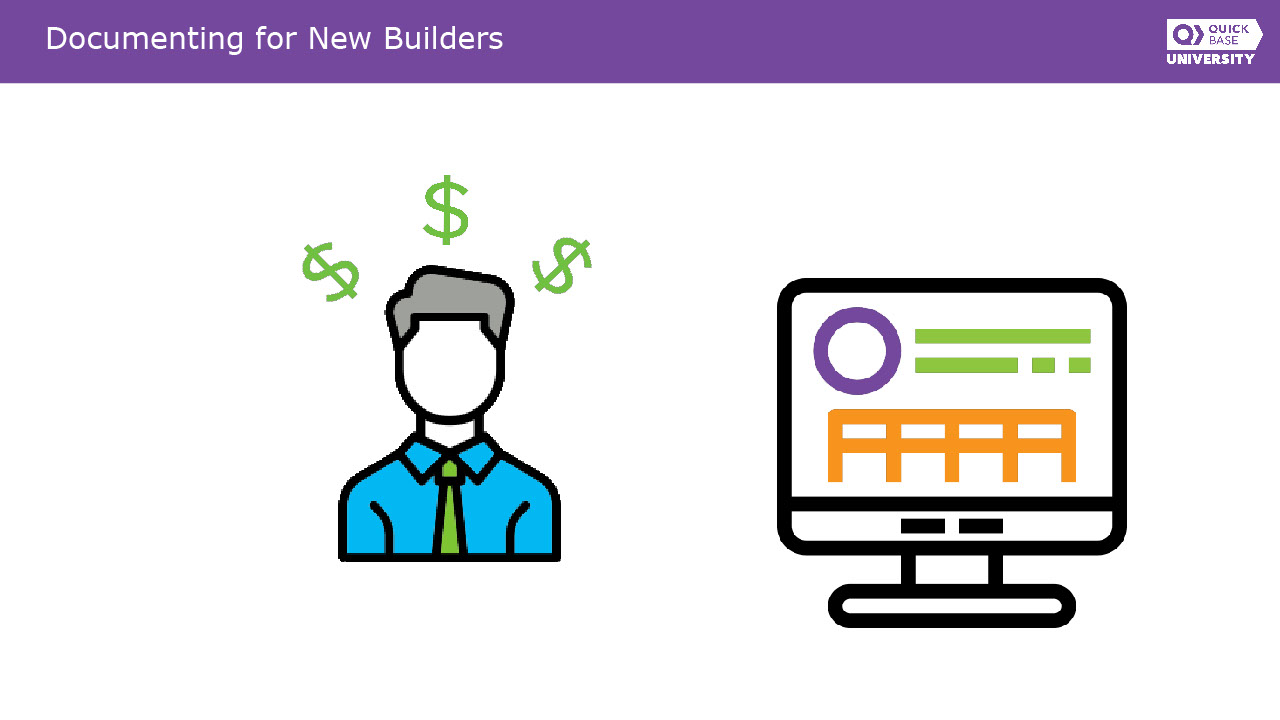 Documenting for New Builders
QUICK
BASE
UNIVERSITY
$
$ $